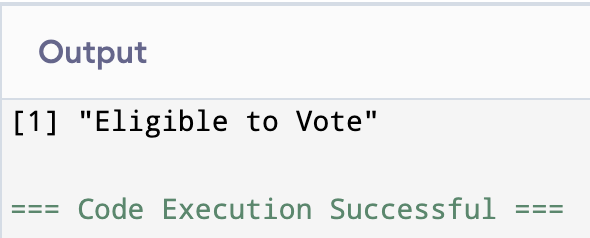 Output
[1] "Eligible to Vote"
=== Code Execution Successful ===